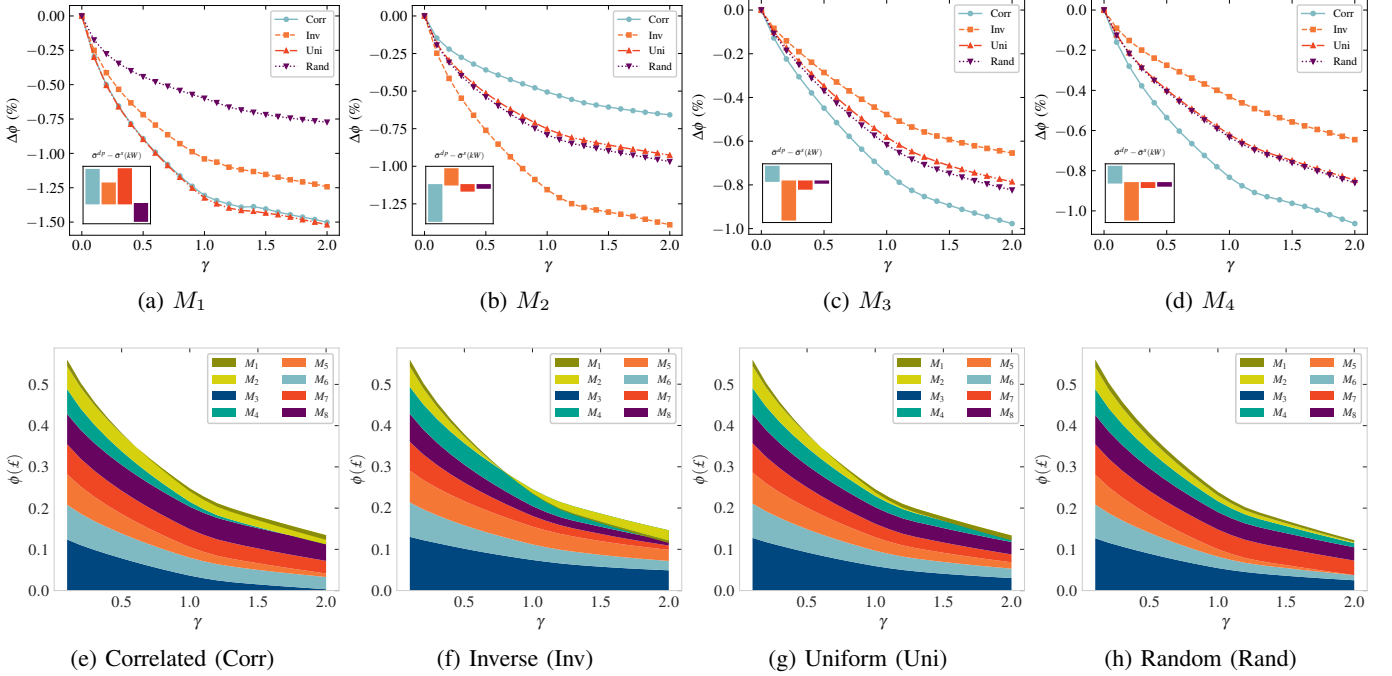 0.00
−0.25
−0.50
−0.75
−1.00
−1.25
−1.50
Δϕ (%)
Corr
Inv
Uni
Rand
σ̄^{dp} − σ̄^{s}(kW)
0.0 0.5 1.0 1.5 2.0
γ
(a) M₁
0.00
−0.25
−0.50
−0.75
−1.00
−1.25
Δϕ (%)
Corr
Inv
Uni
Rand
σ̄^{dp} − σ̄^{s}(kW)
0.0 0.5 1.0 1.5 2.0
γ
(b) M₂
0.0
−0.2
−0.4
−0.6
−0.8
−1.0
Δϕ (%)
Corr
Inv
Uni
Rand
σ̄^{dp} − σ̄^{s}(kW)
0.0 0.5 1.0 1.5 2.0
γ
(c) M₃
0.0
−0.2
−0.4
−0.6
−0.8
−1.0
Δϕ (%)
Corr
Inv
Uni
Rand
σ̄^{dp} − σ̄^{s}(kW)
0.0 0.5 1.0 1.5 2.0
γ
(d) M₄
0.5
0.4
0.3
0.2
0.1
0.0
ϕ(£)
M₁ M₅
M₂ M₆
M₃ M₇
M₄ M₈
0.5 1.0 1.5 2.0
γ
(e) Correlated (Corr)
0.5
0.4
0.3
0.2
0.1
0.0
ϕ(£)
M₁ M₅
M₂ M₆
M₃ M₇
M₄ M₈
0.5 1.0 1.5 2.0
γ
(f) Inverse (Inv)
0.5
0.4
0.3
0.2
0.1
0.0
ϕ(£)
M₁ M₅
M₂ M₆
M₃ M₇
M₄ M₈
0.5 1.0 1.5 2.0
γ
(g) Uniform (Uni)
0.5
0.4
0.3
0.2
0.1
0.0
ϕ(£)
M₁ M₅
M₂ M₆
M₃ M₇
M₄ M₈
0.5 1.0 1.5 2.0
γ
(h) Random (Rand)